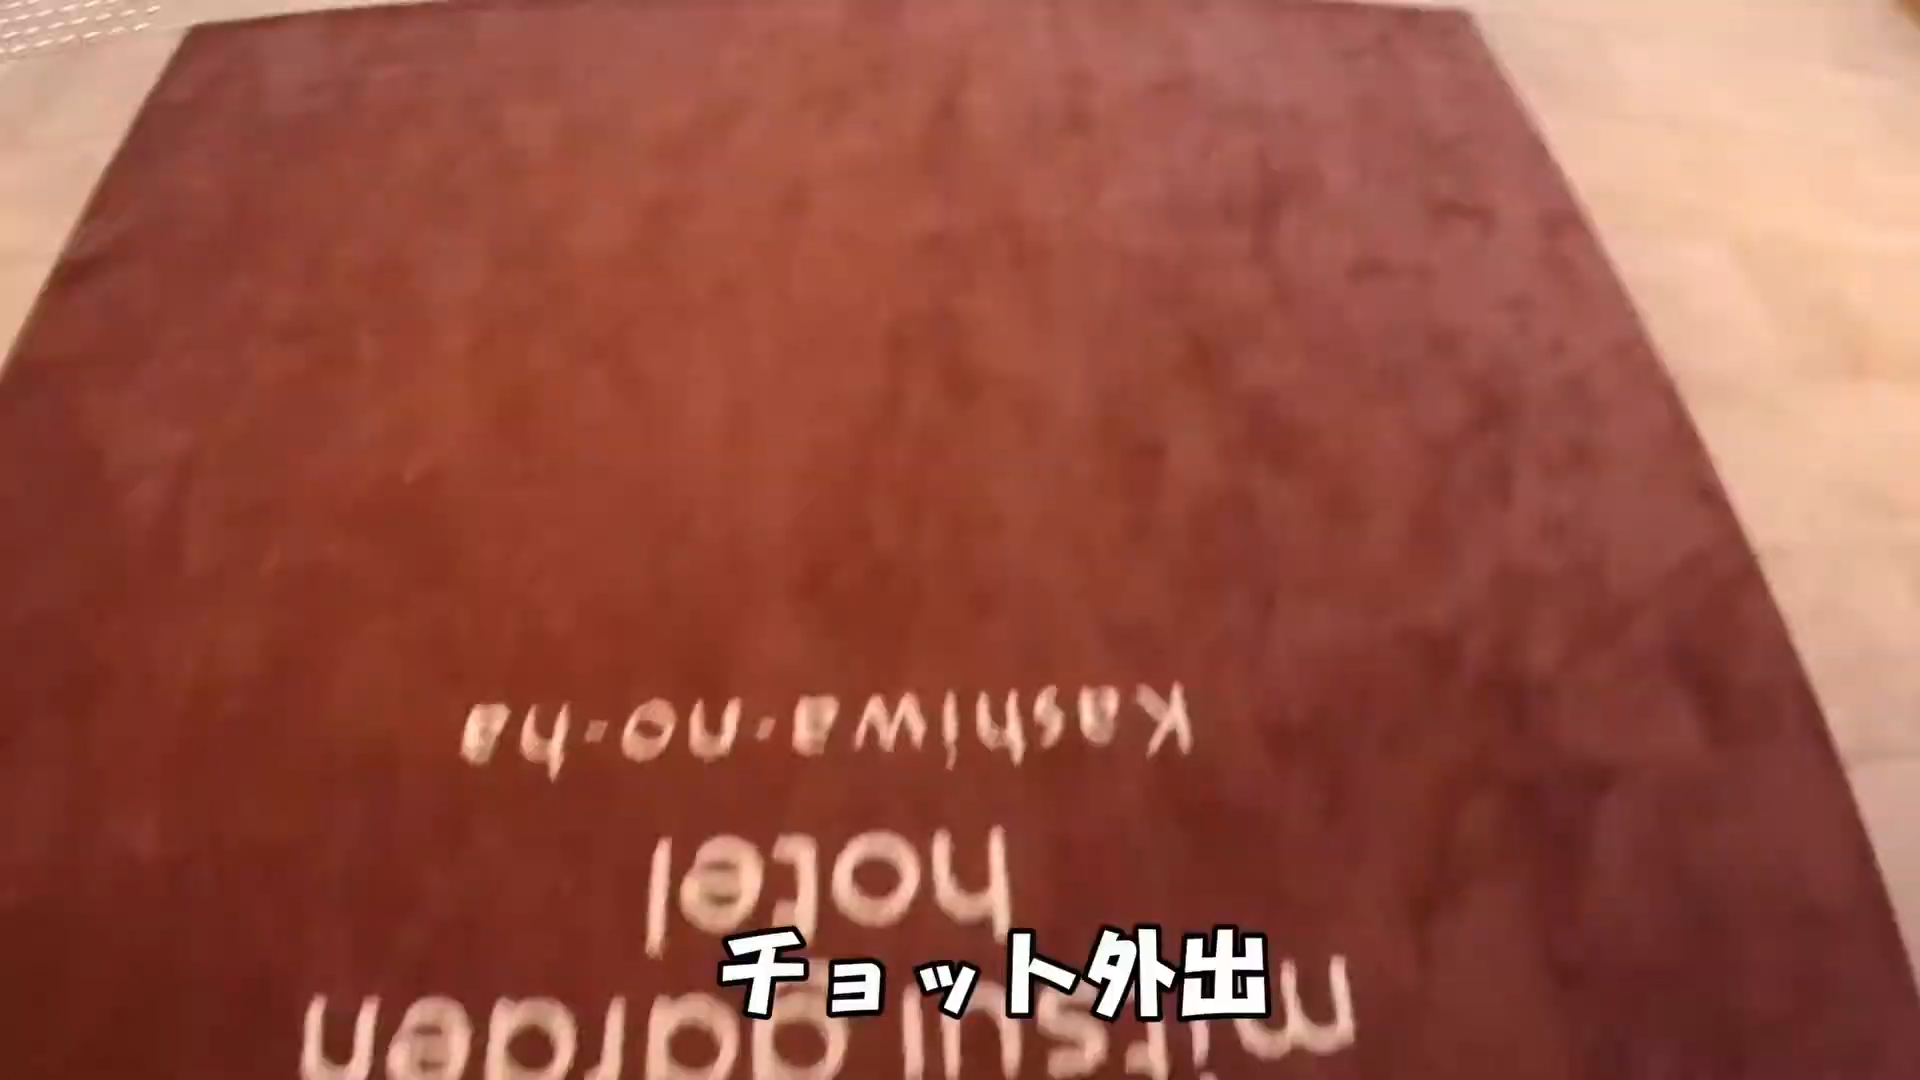 mitsui garden
hotel
Kashiwa-no-ha
チョット外出